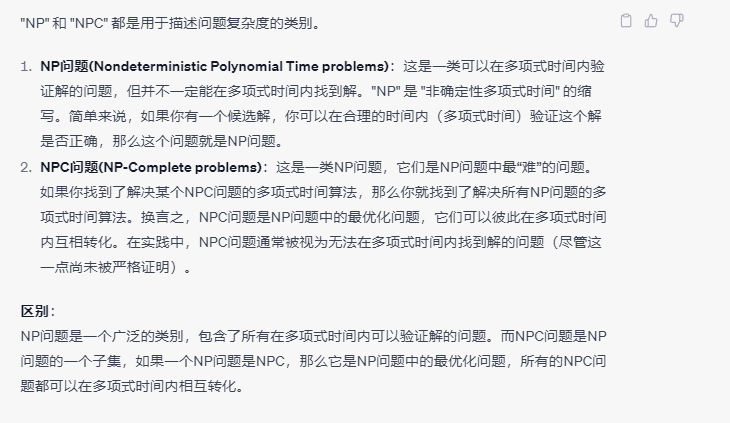 "NP" 和 "NPC" 都是用于描述问题复杂度的类别。
1. NP问题(Nondeterministic Polynomial Time problems)：这是一类可以在多项式时间内验
证解的问题，但并不一定能在多项式时间内找到解。"NP" 是 "非确定性多项式时间" 的缩
写。简单来说，如果你有一个候选解，你可以在合理的时间内（多项式时间）验证这个解
是否正确，那么这个问题就是NP问题。
2. NPC问题(NP-Complete problems)：这是一类NP问题，它们是NP问题中最“难”的问题。
如果你找到了解决某个NPC问题的多项式时间算法，那么你就找到了解决所有NP问题的多
项式时间算法。换言之，NPC问题是NP问题中的最优化问题，它们可以彼此在多项式时间
内互相转化。在实践中，NPC问题通常被视为无法在多项式时间内找到解的问题（尽管这
一点尚未被严格证明）。
区别：
NP问题是一个广泛的类别，包含了所有在多项式时间内可以验证解的问题。而NPC问题是NP
问题的一个子集，如果一个NP问题是NPC，那么它是NP问题中的最优化问题，所有的NPC问
题都可以在多项式时间内相互转化。